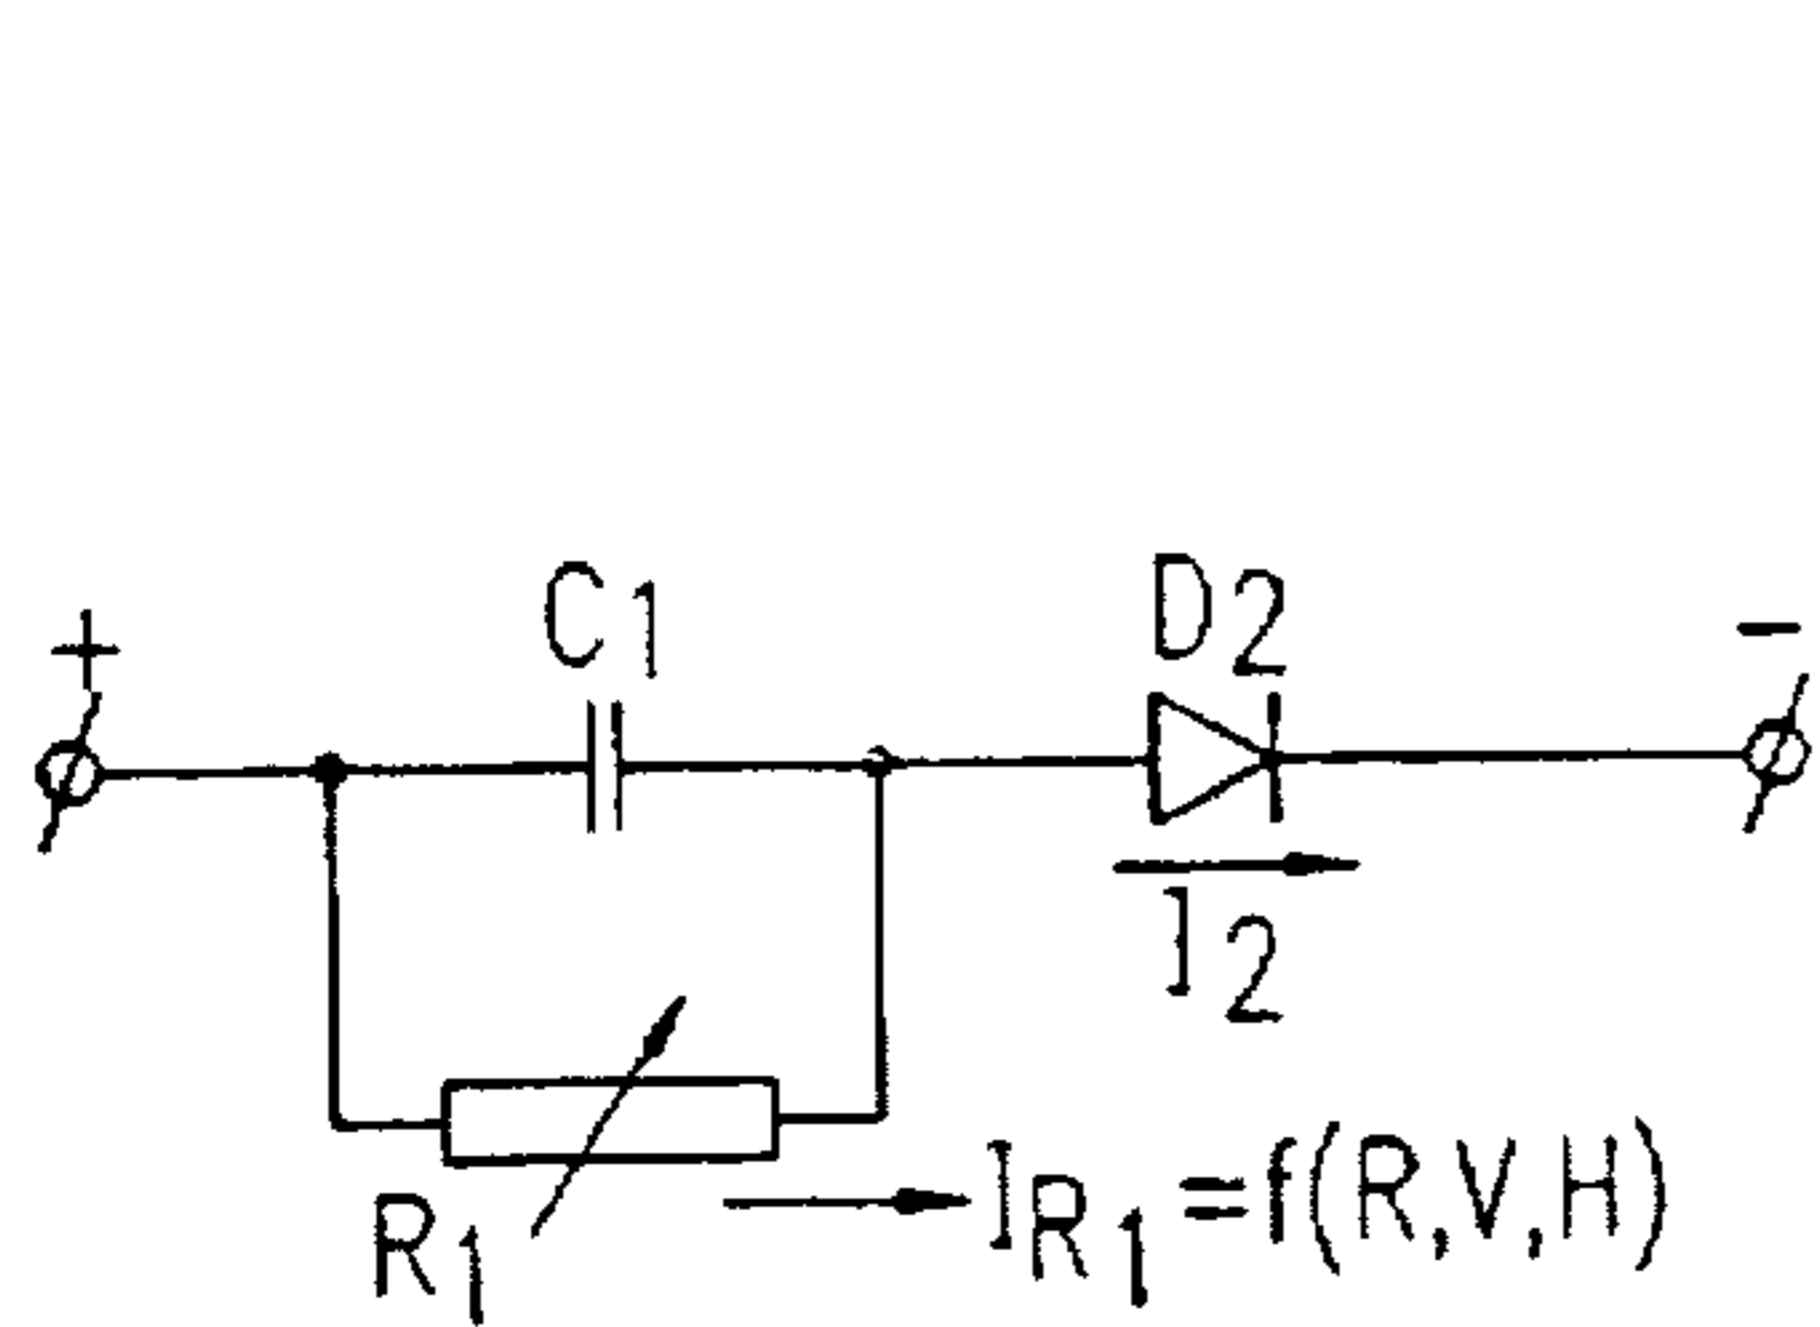 + C1 D2 -
I2
R1 IR1=f(R,V,H)